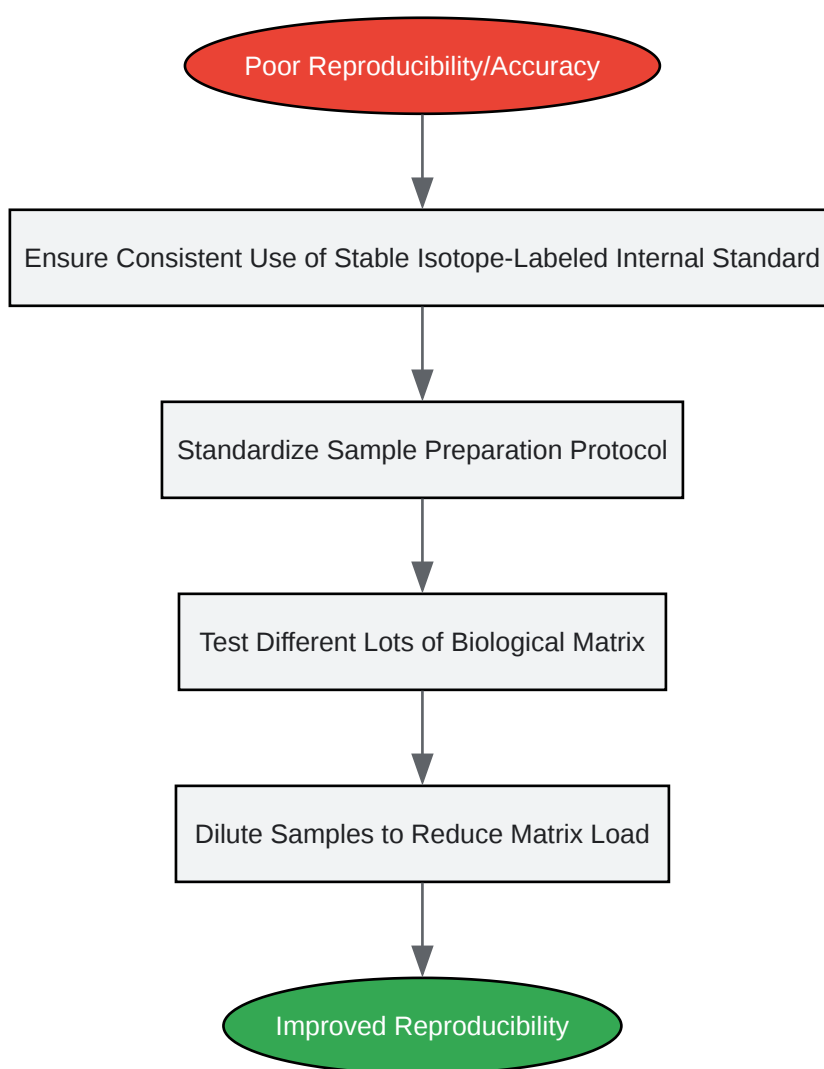 Poor Reproducibility/Accuracy
Ensure Consistent Use of Stable Isotope-Labeled Internal Standard
Standardize Sample Preparation Protocol
Test Different Lots of Biological Matrix
Dilute Samples to Reduce Matrix Load
Improved Reproducibility